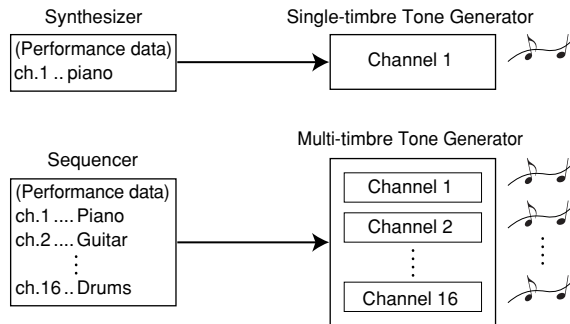 Synthesizer
Single-timbre Tone Generator
(Performance data)
ch.1 .. piano
Channel 1
Multi-timbre Tone Generator
Sequencer
(Performance data)
ch.1 .... Piano
ch.2 .... Guitar
ch.16 .. Drums
Channel 1
Channel 2
Channel 16